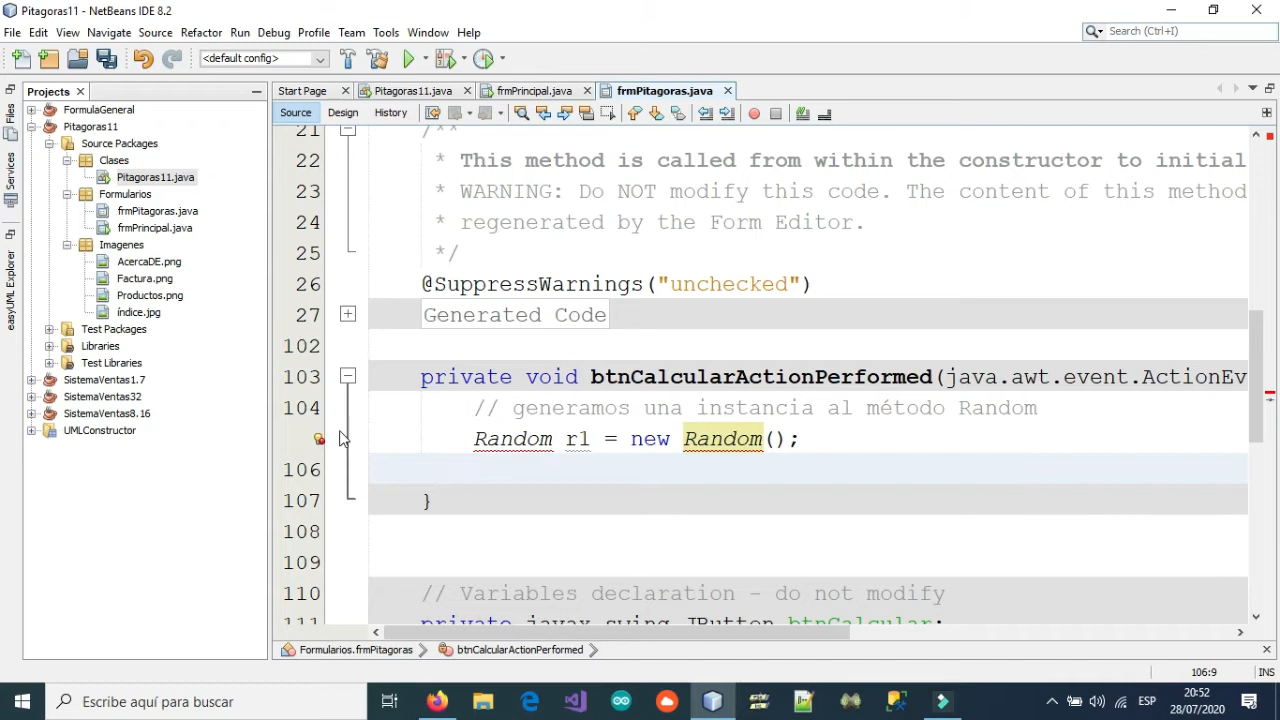 Pitagoras11 - NetBeans IDE 8.2
File Edit View Navigate Source Refactor Run Debug Profile Team Tools Window Help
Search (Ctrl+I)
<default config>
Files
Services
easyUML Explorer
Projects
FormulaGeneral
Pitagoras11
Source Packages
Clases
Pitagoras11.java
Formularios
frmPitagoras.java
frmPrincipal.java
Imagenes
AcercaDE.png
Factura.png
Productos.png
índice.jpg
Test Packages
Libraries
Test Libraries
SistemaVentas1.7
SistemaVentas32
SistemaVentas8.16
UMLConstructor
Start Page Pitagoras11.java frmPrincipal.java frmPitagoras.java
Source Design History
21 /**
22 * This method is called from within the constructor to initial
23 * WARNING: Do NOT modify this code. The content of this method
24 * regenerated by the Form Editor.
25 */
26 @SuppressWarnings("unchecked")
27 Generated Code
102
103 private void btnCalcularActionPerformed(java.awt.event.ActionEv
104 // generamos una instancia al método Random
Random r1 = new Random();
106
107 }
108
109
110 // Variables declaration - do not modify
111 private javax.swing.JButton btnCalcular;
Formularios.frmPitagoras btnCalcularActionPerformed
106:9 INS
Escribe aquí para buscar
ESP
20:52
28/07/2020